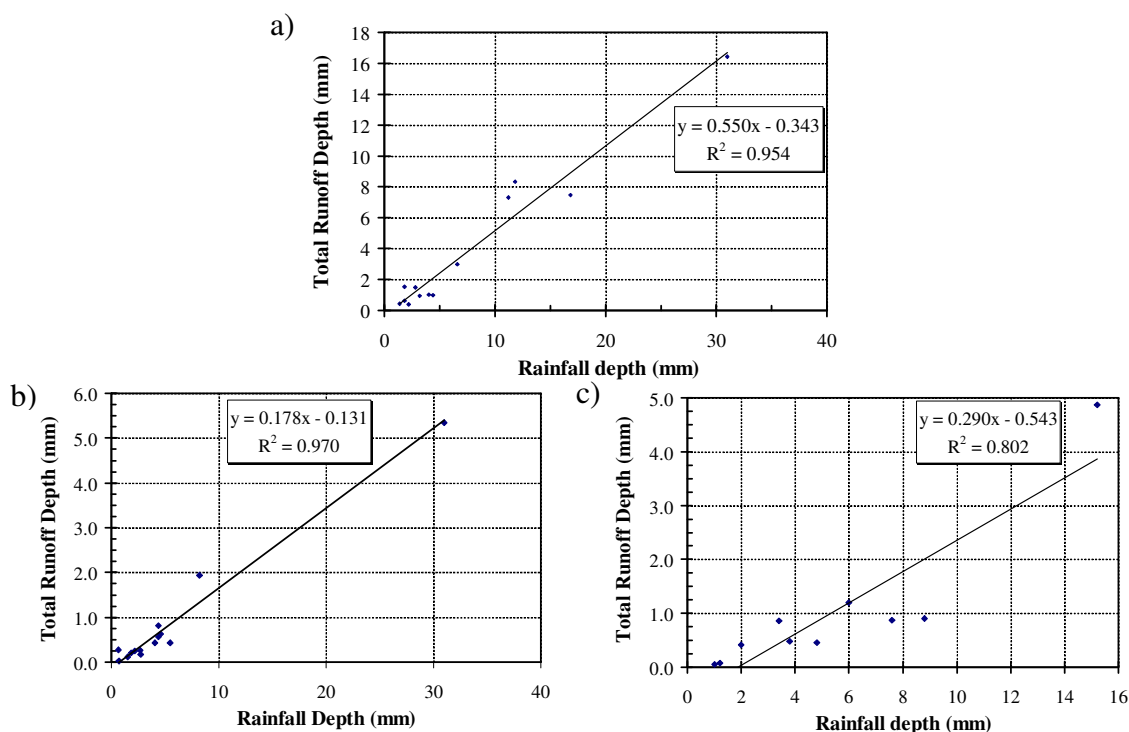 a)
Total Runoff Depth (mm)
18
16
14
12
10
8
6
4
2
0
y = 0.550x - 0.343
R² = 0.954
0 10 20 30 40
Rainfall depth (mm)
b)
Total Runoff Depth (mm)
6.0
5.0
4.0
3.0
2.0
1.0
0.0
y = 0.178x - 0.131
R² = 0.970
0 10 20 30 40
Rainfall Depth (mm)
c)
Total Runoff Depth (mm)
5.0
4.0
3.0
2.0
1.0
0.0
y = 0.290x - 0.543
R² = 0.802
0 2 4 6 8 10 12 14 16
Rainfall depth (mm)